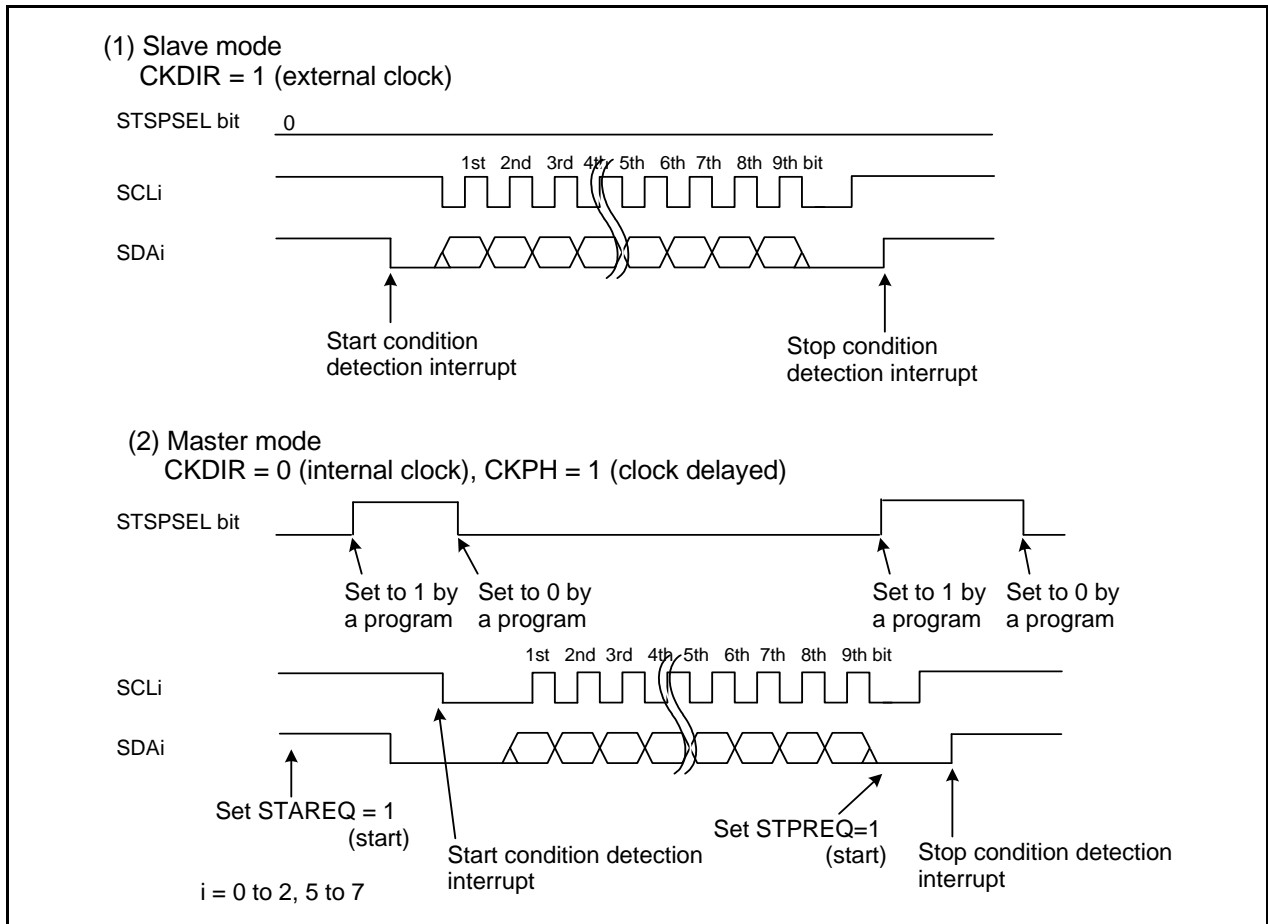 (1) Slave mode
CKDIR = 1 (external clock)
STSPSEL bit
0
1st 2nd 3rd 4th 5th 6th 7th 8th 9th bit
SCLi
SDAi
Start condition
detection interrupt
Stop condition
detection interrupt
(2) Master mode
CKDIR = 0 (internal clock), CKPH = 1 (clock delayed)
STSPSEL bit
Set to 1 by
a program
Set to 0 by
a program
Set to 1 by
a program
Set to 0 by
a program
1st 2nd 3rd 4th 5th 6th 7th 8th 9th bit
SCLi
SDAi
Set STAREQ = 1
(start)
Start condition detection
interrupt
Set STPREQ=1
(start)
Stop condition detection
interrupt
i = 0 to 2, 5 to 7